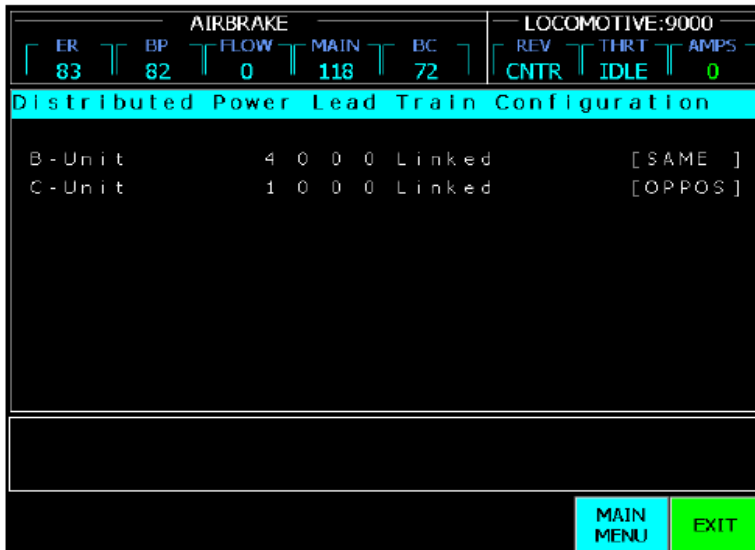 AIRBRAKE LOCOMOTIVE:9000
ER BP FLOW MAIN BC REV THRT AMPS
83 82 0 118 72 CNTR IDLE 0
Distributed Power Lead Train Configuration
B-Unit 4000 Linked [SAME ]
C-Unit 1000 Linked [OPPOS]
MAIN MENU EXIT